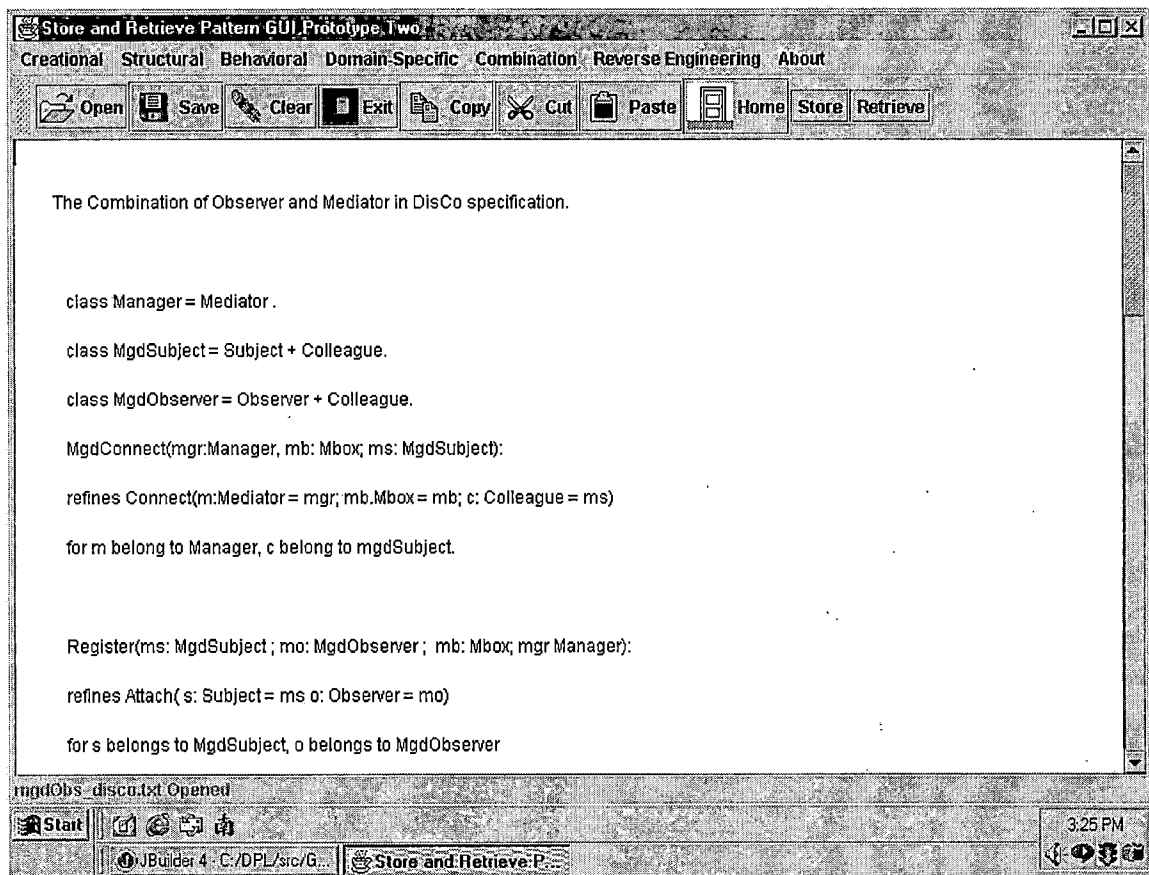 Store and Retrieve Pattern GUI Prototype Two
Creational Structural Behavioral Domain-Specific Combination Reverse Engineering About
Open Save Clear Exit Copy Cut Paste Home Store Retrieve
The Combination of Observer and Mediator in DisCo specification.
class Manager = Mediator .
class MgdSubject = Subject + Colleague.
class MgdObserver = Observer + Colleague.
MgdConnect(mgr:Manager, mb: Mbox; ms: MgdSubject):
refines Connect(m:Mediator = mgr; mb.Mbox = mb; c: Colleague = ms)
for m belong to Manager, c belong to mgdSubject.
Register(ms: MgdSubject ; mo: MgdObserver ; mb: Mbox; mgr Manager):
refines Attach( s: Subject = ms o: Observer = mo)
for s belongs to MgdSubject, o belongs to MgdObserver
mgdObs_disco.txt Opened
Start 南 3:25 PM
JBuilder 4 - C:/DPL/src/G... Store and Retrieve P...